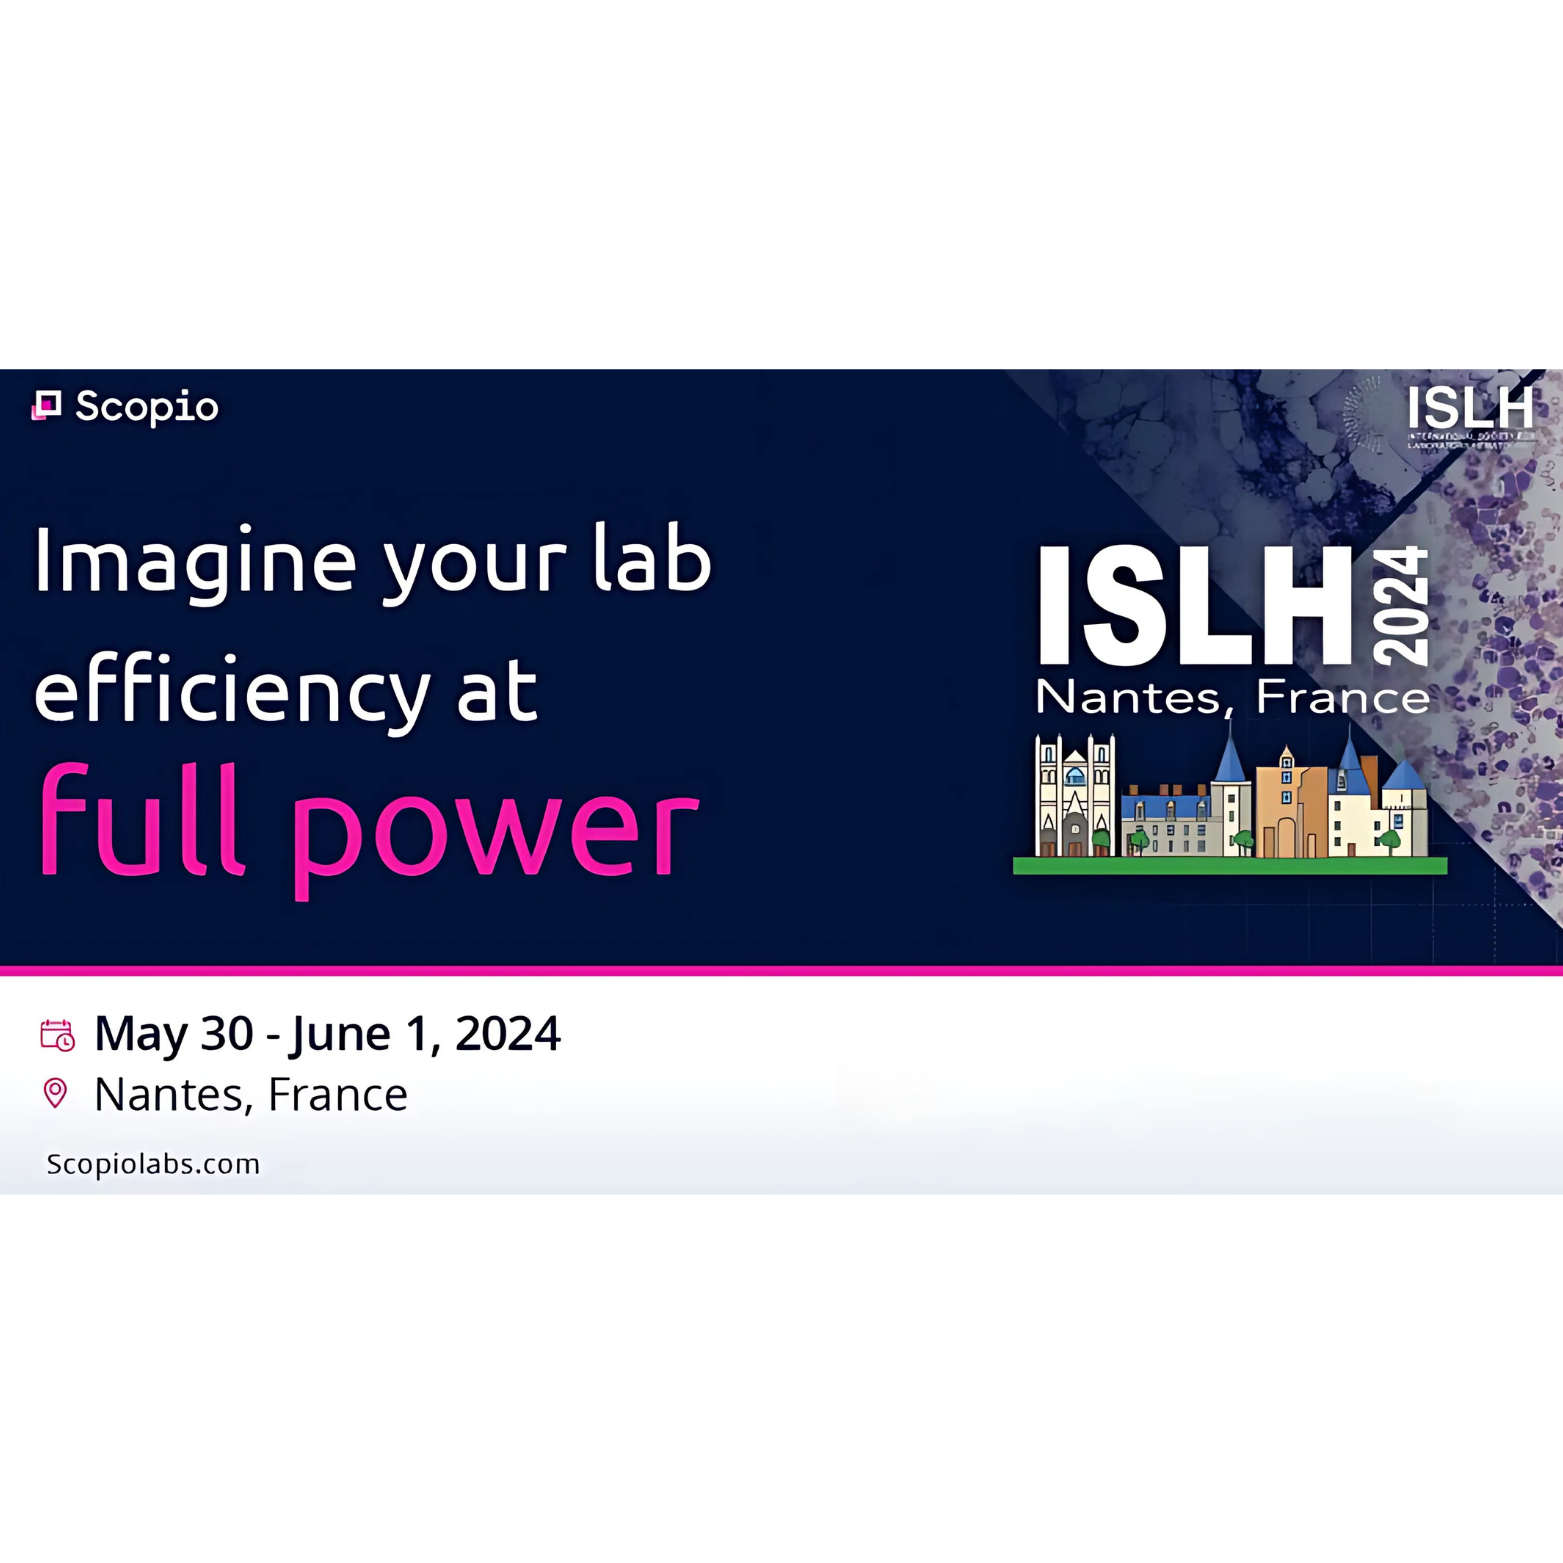 Scopio
ISLH
Imagine your lab
efficiency at
full power
ISLH 2024
Nantes, France
May 30 - June 1, 2024
Nantes, France
Scopiolabs.com